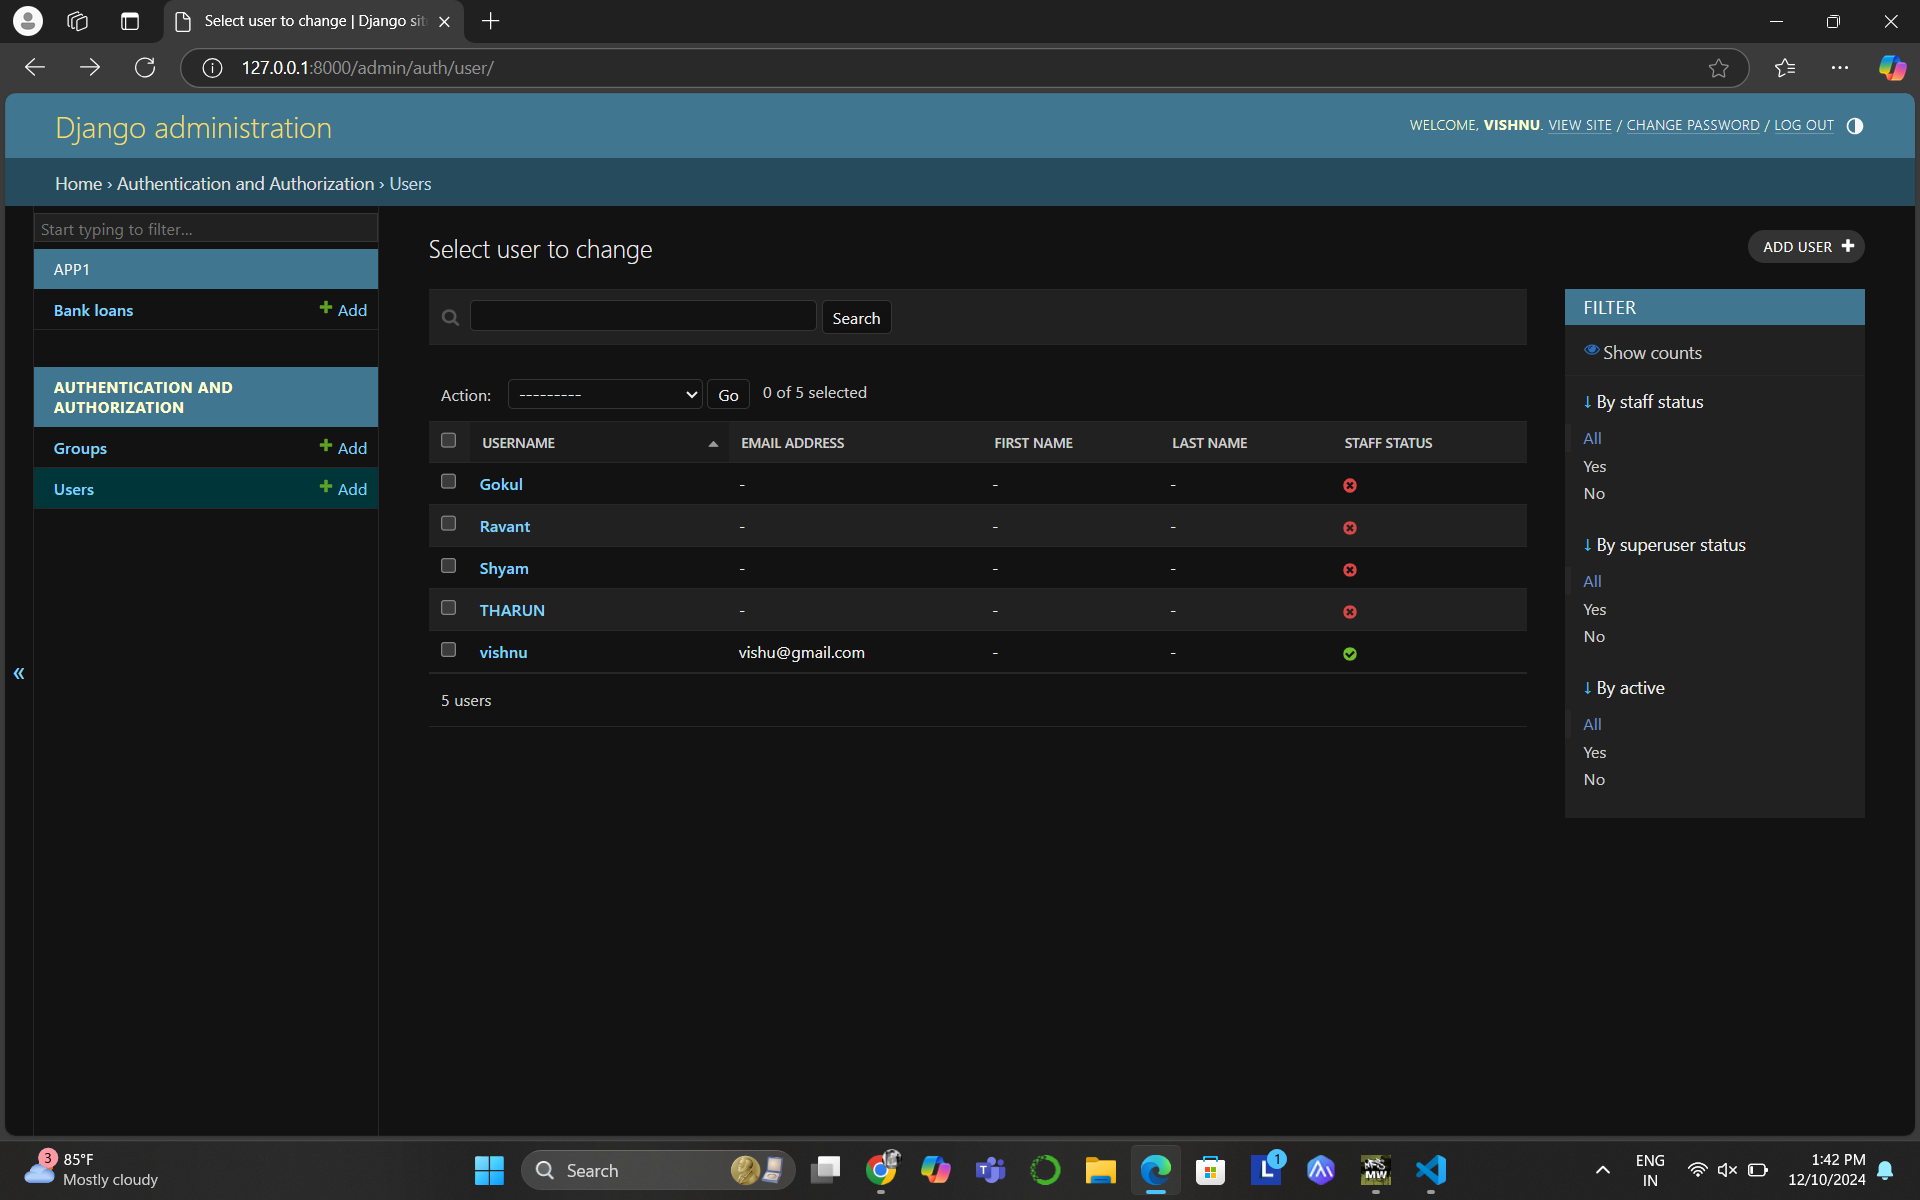 Select user to change | Django sit
127.0.0.1:8000/admin/auth/user/
Django administration
WELCOME, VISHNU. VIEW SITE / CHANGE PASSWORD / LOG OUT
Home › Authentication and Authorization › Users
Start typing to filter...
APP1
Bank loans + Add
AUTHENTICATION AND
AUTHORIZATION
Groups + Add
Users + Add
«
Select user to change
ADD USER +
Search
Action: --------- Go 0 of 5 selected
USERNAME EMAIL ADDRESS FIRST NAME LAST NAME STAFF STATUS
Gokul - - -
Ravant - - -
Shyam - - -
THARUN - - -
vishnu vishu@gmail.com - -
5 users
FILTER
Show counts
↓ By staff status
All
Yes
No
↓ By superuser status
All
Yes
No
↓ By active
All
Yes
No
3
85°F
Mostly cloudy
Search
L
1
MW
ENG
IN
1:42 PM
12/10/2024